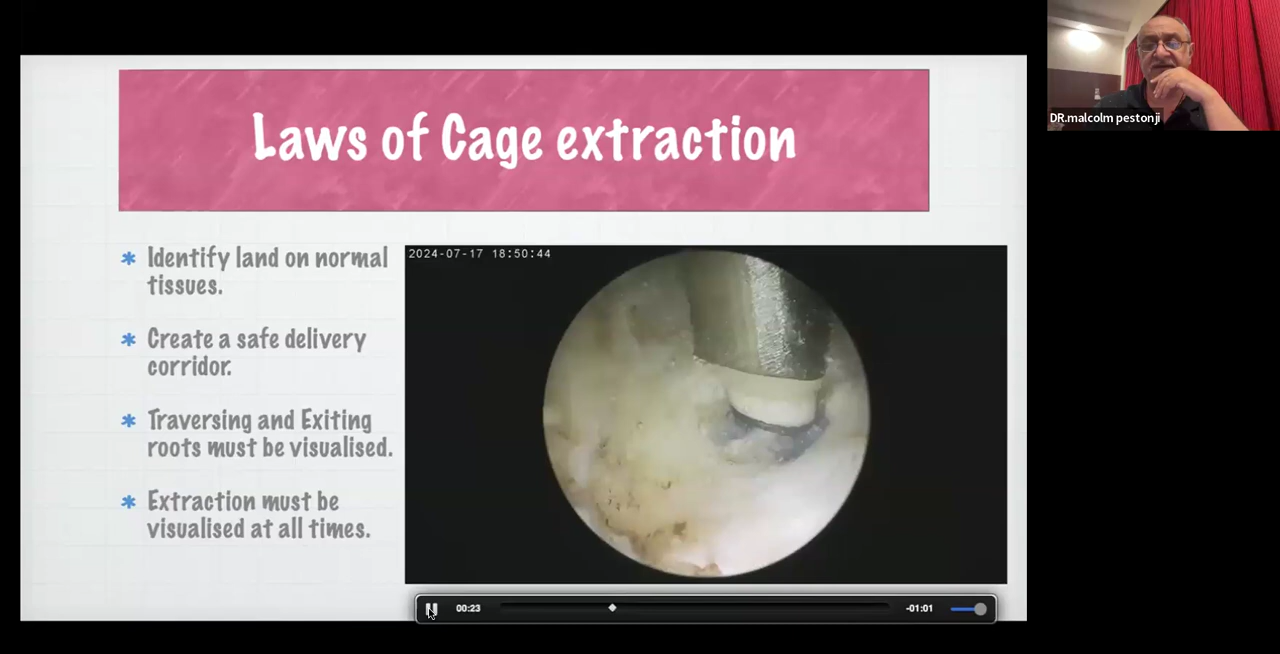 DR.malcolm pestonji
Laws of Cage extraction
* Identify land on normal
tissues.
* Create a safe delivery
corridor.
* Traversing and Exiting
roots must be visualised.
* Extraction must be
visualised at all times.
2024-07-17 18:50:44
00:23
-01:01